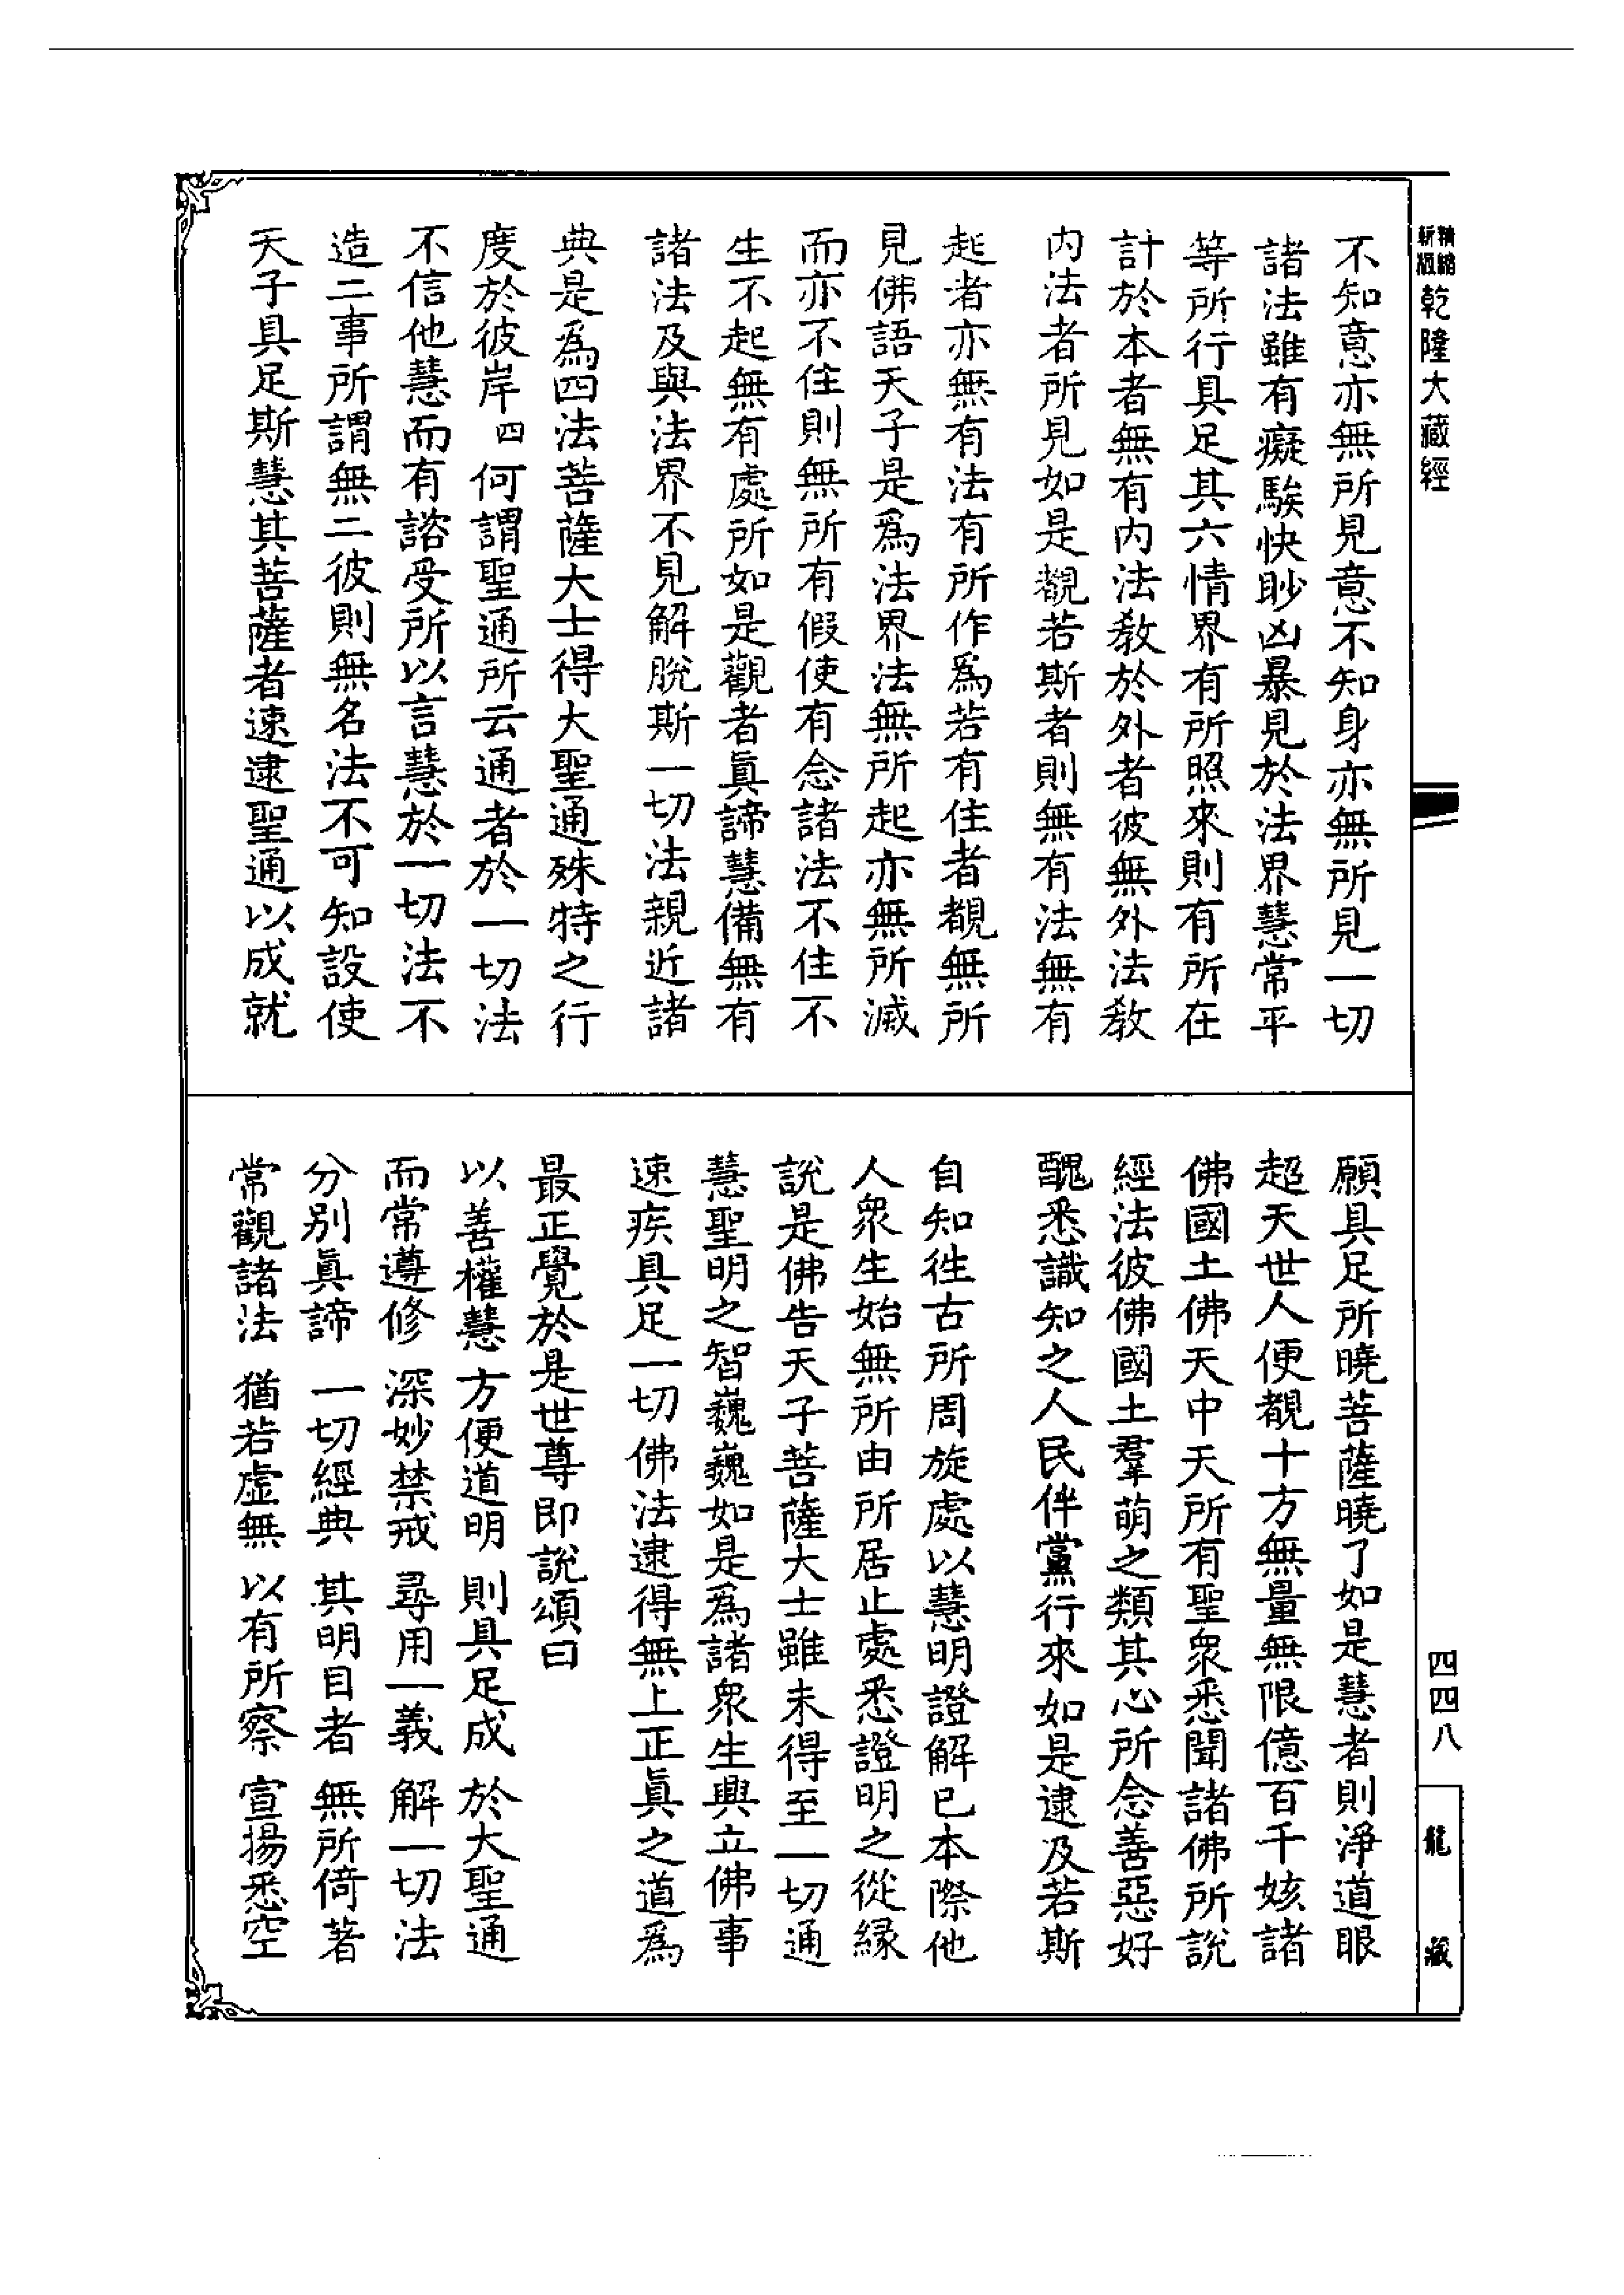 精縮新版乾隆大藏經
不知意亦無所見意不知身亦無所見一切
諸法雖有癡騃快眇凶暴見於法界慧常平
等所行具足其六情界有所照來則有所在
計於本者無有內法教於外者彼無外法教
內法者所見如是覩若斯者則無有法無有
起者亦無有法有所作爲若有住者覩無所
見佛語天子是爲法界法無所起亦無所滅
而亦不住則無所有假使有念諸法不住不
生不起無有處所如是觀者眞諦慧備無有
諸法及與法界不見解脫斯一切法親近諸
典是爲四法菩薩大士得大聖通殊特之行
度於彼岸四何謂聖通所云通者於一切法
不信他慧而有諮受所以言慧於一切法不
造二事所謂無二彼則無名法不可知設使
天子具足斯慧其菩薩者速逮聖通以成就
願具足所曉菩薩曉了如是慧者則淨道眼
超天世人便覩十方無量無限億百千姟諸
佛國土佛天中天所有聖衆悉聞諸佛所說
經法彼佛國土羣萌之類其心所念善惡好
醜悉識知之人民伴黨行來如是逮及若斯
自知徃古所周旋處以慧明證解已本際他
人衆生始無所由所居止處悉證明之從緣
說是佛告天子菩薩大士雖未得至一切通
慧聖明之智巍巍如是爲諸衆生興立佛事
速疾具足一切佛法逮得無上正眞之道爲
最正覺於是世尊即說頌曰
以善權慧 方便道明 則具足成 於大聖通
而常遵修 深妙禁戒 尋用一義 解一切法
分別眞諦 一切經典 其明目者 無所倚著
常觀諸法 猶若虛無 以有所察 宣揚悉空
四四八
龍藏